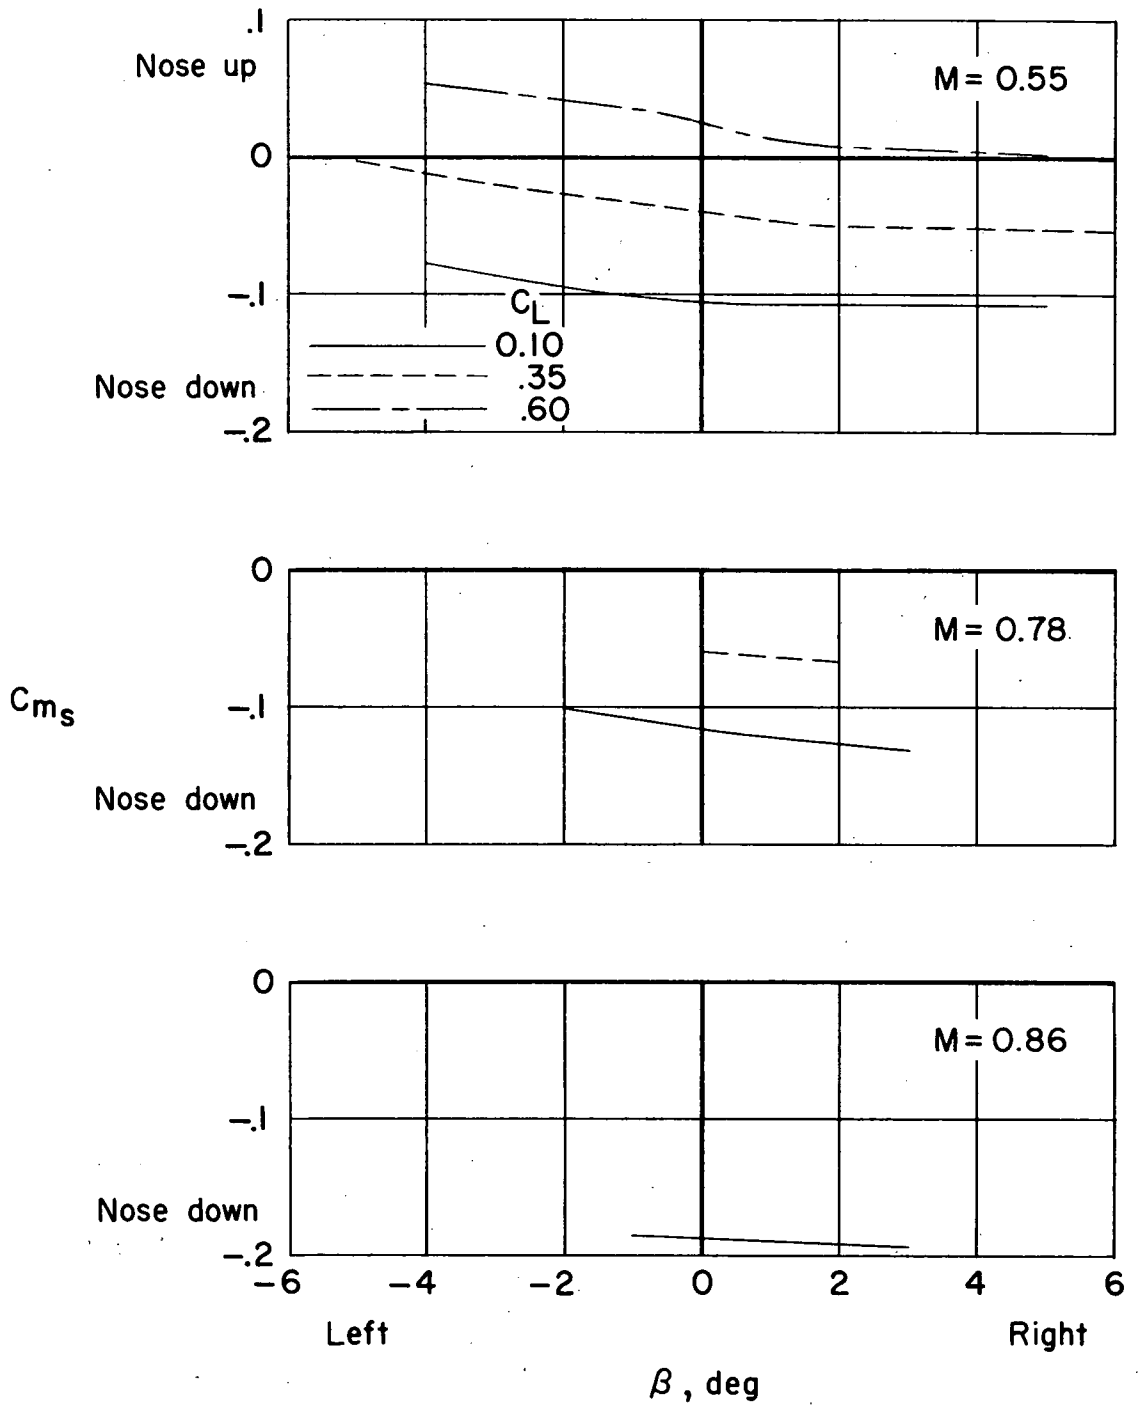 .1
Nose up
M = 0.55
0
-.1
C_L
0.10
Nose down
.35
.60
-.2
0
M = 0.78
C_{m_s}
-.1
Nose down
-.2
0
M = 0.86
-.1
Nose down
-.2
-6 -4 -2 0 2 4 6
Left Right
β, deg